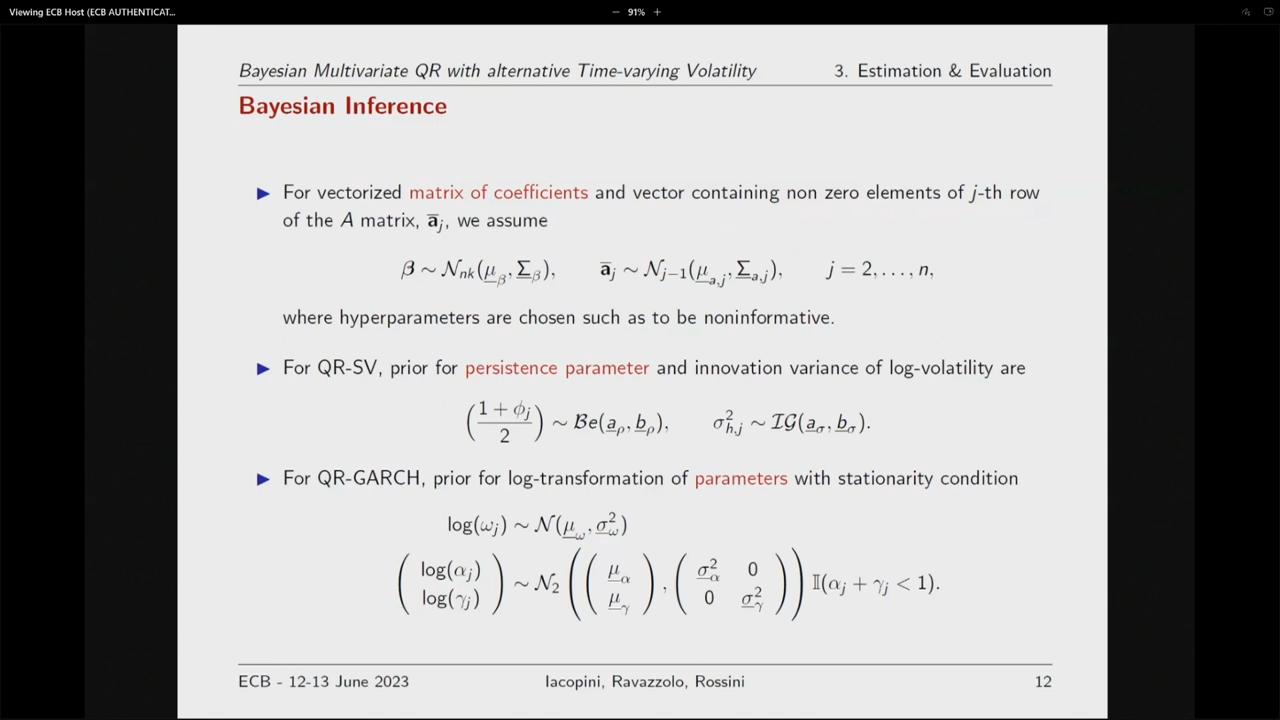 Viewing ECB Host (ECB AUTHENTICAT...
− 91% +
Bayesian Multivariate QR with alternative Time-varying Volatility 3. Estimation & Evaluation
Bayesian Inference
▶ For vectorized matrix of coefficients and vector containing non zero elements of j-th row
of the A matrix, a̅_j, we assume
β ~ N_{nk}(μ_β, Σ_β), a̅_j ~ N_{j−1}(μ_{a,j}, Σ_{a,j}), j = 2, . . . , n,
where hyperparameters are chosen such as to be noninformative.
▶ For QR-SV, prior for persistence parameter and innovation variance of log-volatility are
((1 + φ_j)/2) ~ Be(a_ρ, b_ρ), σ²_{h,j} ~ IG(a_σ, b_σ).
▶ For QR-GARCH, prior for log-transformation of parameters with stationarity condition
log(ω_j) ~ N(μ_ω, σ²_ω)
(log(α_j) log(γ_j)) ~ N_2((μ_α μ_γ), (σ²_α 0 0 σ²_γ)) 𝕀(α_j + γ_j < 1).
ECB - 12-13 June 2023 Iacopini, Ravazzolo, Rossini 12